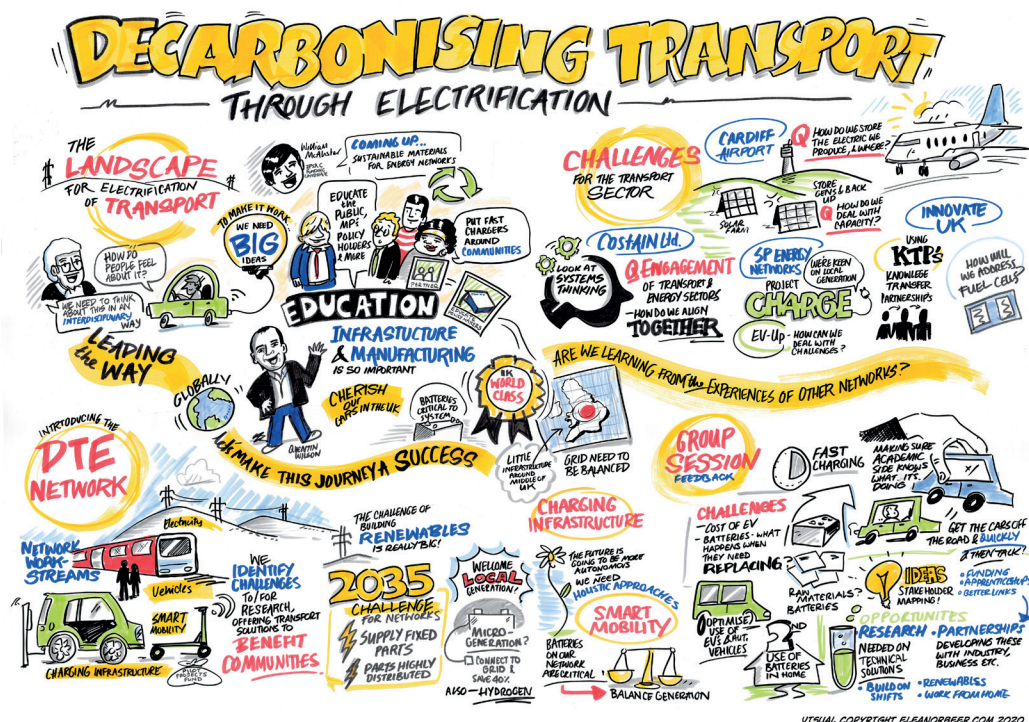 DECARBONISING TRANSPORT
THROUGH ELECTRIFICATION
THE
LANDSCAPE
FOR ELECTRIFICATION
OF TRANSPORT
William
McAlister
COMING UP...
SUSTAINABLE MATERIALS
FOR ENERGY NETWORKS
TO MAKE IT WORK
WE NEED
BIG
IDEAS
EDUCATE
the
PUBLIC,
MPs
POLICY
HOLDERS
& MORE
PUT FAST
CHARGERS
AROUND
COMMUNITIES
PARTNER
HOW DO
PEOPLE FEEL
ABOUT IT?
WE NEED TO THINK
ABOUT THIS IN AN
INTERDISCIPLINARY
WAY
EDUCATION
INFRASTUCTURE
& MANUFACTURING
IS SO IMPORTANT
LEADING
the WAY
GLOBALLY
QUENTIN
WILLSON
CHERISH
our
CARS IN THE UK
BATTERIES
CRITICAL TO
SYSTEM
UK
WORLD
CLASS
LITTLE
INFRASTRUCTURE
AROUND
MIDDLE OF
UK
GRID NEED TO
BE BALANCED
Let's MAKE THIS JOURNEY A SUCCESS
CHALLENGES
FOR THE TRANSPORT
SECTOR
CARDIFF
AIRPORT
Q HOW DO WE STORE
THE ELECTRIC WE
PRODUCE, & WHERE?
SOLAR
FARM
STORE
GENS & BACK
UP
Q HOW DO WE
DEAL WITH
CAPACITY?
INNOVATE
UK
COSTAIN Ltd.
LOOK AT
SYSTEMS
THINKING
Q ENGAGEMENT
OF TRANSPORT &
ENERGY SECTORS
- HOW DO WE ALIGN
TOGETHER
SP ENERGY
NETWORKS
WE'RE KEEN
ON LOCAL
GENERATION
PROJECT
CHARGE
EV-Up - HOW CAN WE
DEAL WITH
CHALLENGES?
USING
KTP's
KNOWLEGE
TRANSFER
PARTNERSHIPS
HOW WILL
WE ADDRESS
FUEL CELLS
ARE WE LEARNING FROM the EXPERIENCES OF OTHER NETWORKS?
INTRODUCING THE
DTE
NETWORK
Electricity
NETWORK
WORK-
STREAMS
Vehicles
SMART
MOBILITY
CHARGING INFRASTRUCTURE
PILOT
PROJECTS
FUND
WE
IDENTIFY
CHALLENGES
TO/FOR
RESEARCH,
OFFERING TRANSPORT
SOLUTIONS TO
BENEFIT
COMMUNITIES
THE CHALLENGE OF
BUILDING
RENEWABLES
IS REALLY BIG!
2035
CHALLENGE
FOR NETWORKS
SUPPLY FIXED
PARTS
PARTS HIGHLY
DISTRIBUTED
WELCOME
LOCAL
GENERATION!
MICRO-
GENERATION?
CONNECT TO
GRID &
SAVE 40%
ALSO - HYDROGEN
CHARGING
INFRASTRUCTURE
THE FUTURE IS
GOING TO BE MORE
AUTONOMOUS
WE NEED
HOLISTIC APPROACHES
SMART
MOBILITY
BATTERIES
ON OUR
NETWORK
ARE CRITICAL!
BALANCE GENERATION
GROUP
SESSION
FEEDBACK
FAST
CHARGING
MAKING SURE
ACADEMIC
SIDE KNOWS
WHAT ITS
DOING
CHALLENGES
- COST OF EV
- BATTERIES - WHAT
HAPPENS WHEN
THEY NEED
REPLACING
RAW
MATERIALS?
BATTERIES
GET THE CARS OFF
THE ROAD & QUICKLY
& THEN TALK?
IDEAS
STAKEHOLDER
MAPPING!
• FUNDING
• APPRENTICESHIPS
• BETTER LINKS
(OPTIMISE)
USE OF
EV'S & AUT.
VEHICLES
2ND
USE OF
BATTERIES
IN HOME
OPPORTUNITES
RESEARCH
NEEDED ON
TECHNICAL
SOLUTIONS
• PARTNERSHIPS
DEVELOPING THESE
WITH INDUSTRY,
BUSINESS ETC.
• BUILD ON
SHIFTS
• RENEWABLES
• WORK FROM HOME
VISUAL COPYRIGHT ELEANORBEER.COM 2020